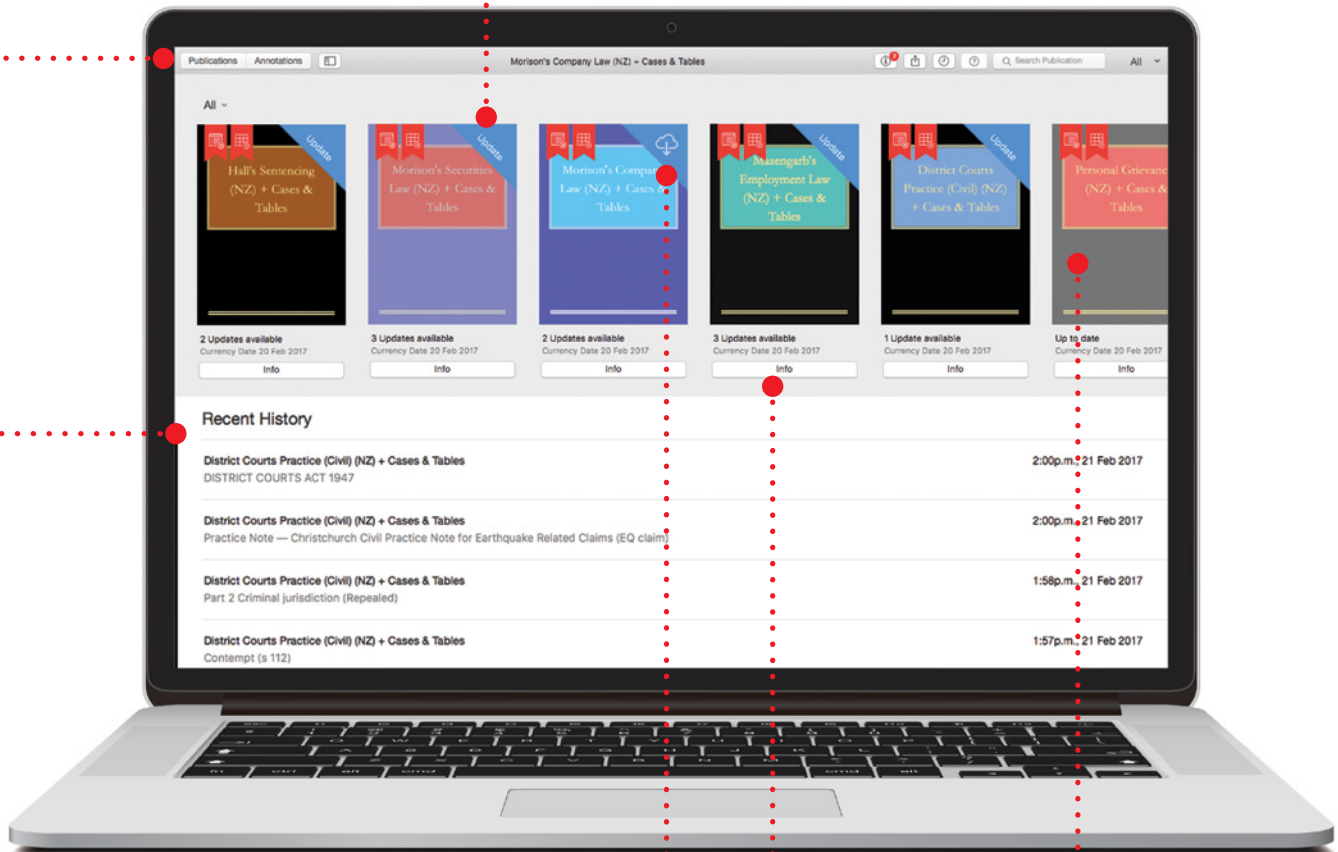 Publications Annotations Morison's Company Law (NZ) + Cases & Tables 2 Search Publication All
All
Update
Hall's Sentencing
(NZ) + Cases &
Tables
Update
Morison's Securities
Law (NZ) + Cases &
Tables
Morison's Company
Law (NZ) + Cases &
Tables
Update
Mazengarb's
Employment Law
(NZ) + Cases &
Tables
Update
District Courts
Practice (Civil) (NZ)
+ Cases & Tables
Personal Grievanc
(NZ) + Cases &
Tables
2 Updates available
Currency Date 20 Feb 2017
Info
3 Updates available
Currency Date 20 Feb 2017
Info
2 Updates available
Currency Date 20 Feb 2017
Info
3 Updates available
Currency Date 20 Feb 2017
Info
1 Update available
Currency Date 20 Feb 2017
Info
Up to date
Currency Date 20 Feb 2017
Info
Recent History
District Courts Practice (Civil) (NZ) + Cases & Tables 2:00p.m., 21 Feb 2017
DISTRICT COURTS ACT 1947
District Courts Practice (Civil) (NZ) + Cases & Tables 2:00p.m., 21 Feb 2017
Practice Note — Christchurch Civil Practice Note for Earthquake Related Claims (EQ claim)
District Courts Practice (Civil) (NZ) + Cases & Tables 1:58p.m., 21 Feb 2017
Part 2 Criminal jurisdiction (Repealed)
District Courts Practice (Civil) (NZ) + Cases & Tables 1:57p.m., 21 Feb 2017
Contempt (s 112)
fn ctrl alt cmd cmd alt